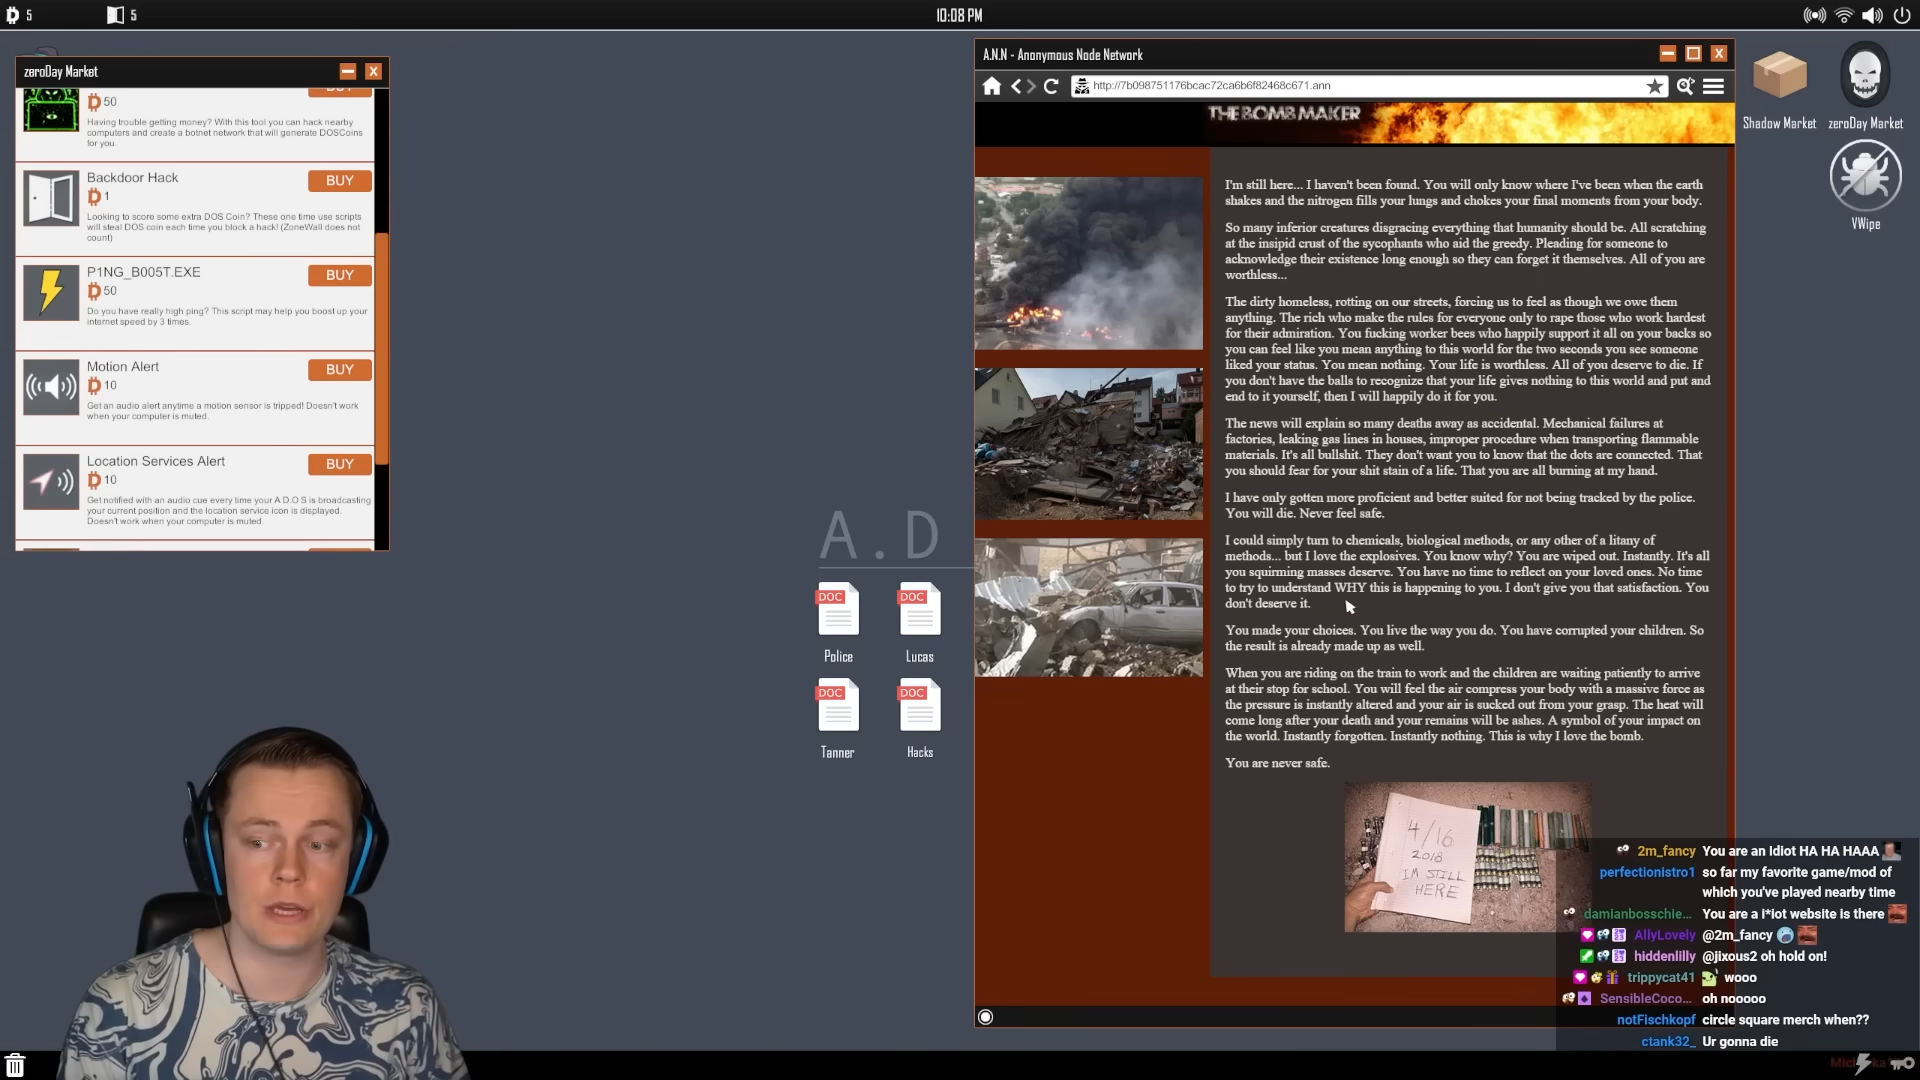 5
5
10:08 PM
zeroDay Market
50
Having trouble getting money? With this tool you can hack nearby
computers and create a botnet network that will generate DOSCoins
for you.
Backdoor Hack
BUY
1
Looking to score some extra DOS Coin? These one time use scripts
will steal DOS coin each time you block a hack! (ZoneWall does not
count)
P1NG_B005T.EXE
BUY
50
Do you have really high ping? This script may help you boost up your
internet speed by 3 times.
Motion Alert
BUY
10
Get an audio alert anytime a motion sensor is tripped! Doesn't work
when your computer is muted.
Location Services Alert
BUY
10
Get notified with an audio cue every time your A.D.O.S is broadcasting
your current position and the location service icon is displayed.
Doesn't work when your computer is muted.
A.D
DOC
Police
DOC
Lucas
DOC
Tanner
DOC
Hacks
A.N.N - Anonymous Node Network
http://7b098751176bcac72ca6b6f82468c671.ann
THE BOMB MAKER
I'm still here... I haven't been found. You will only know where I've been when the earth
shakes and the nitrogen fills your lungs and chokes your final moments from your body.
So many inferior creatures disgracing everything that humanity should be. All scratching
at the insipid crust of the sycophants who aid the greedy. Pleading for someone to
acknowledge their existence long enough so they can forget it themselves. All of you are
worthless...
The dirty homeless, rotting on our streets, forcing us to feel as though we owe them
anything. The rich who make the rules for everyone only to rape those who work hardest
for their admiration. You fucking worker bees who happily support it all on your backs so
you can feel like you mean anything to this world for the two seconds you see someone
liked your status. You mean nothing. Your life is worthless. All of you deserve to die. If
you don't have the balls to recognize that your life gives nothing to this world and put and
end to it yourself, then I will happily do it for you.
The news will explain so many deaths away as accidental. Mechanical failures at
factories, leaking gas lines in houses, improper procedure when transporting flammable
materials. It's all bullshit. They don't want you to know that the dots are connected. That
you should fear for your shit stain of a life. That you are all burning at my hand.
I have only gotten more proficient and better suited for not being tracked by the police.
You will die. Never feel safe.
I could simply turn to chemicals, biological methods, or any other of a litany of
methods... but I love the explosives. You know why? You are wiped out. Instantly. It's all
you squirming masses deserve. You have no time to reflect on your loved ones. No time
to try to understand WHY this is happening to you. I don't give you that satisfaction. You
don't deserve it.
You made your choices. You live the way you do. You have corrupted your children. So
the result is already made up as well.
When you are riding on the train to work and the children are waiting patiently to arrive
at their stop for school. You will feel the air compress your body with a massive force as
the pressure is instantly altered and your air is sucked out from your grasp. The heat will
come long after your death and your remains will be ashes. A symbol of your impact on
the world. Instantly forgotten. Instantly nothing. This is why I love the bomb.
You are never safe.
4/16
2018
IM STILL
HERE
Shadow Market
zeroDay Market
VWipe
2m_fancy You are an Idiot HA HA HAAA
perfectionistro1 so far my favorite game/mod of
which you've played nearby time
damianbosschie... You are a i*iot website is there
AllyLovely @2m_fancy
hiddenlilly @jixous2 oh hold on!
trippycat41 wooo
SensibleCoco... oh nooooo
notFischkopf circle square merch when??
ctank32_ Ur gonna die